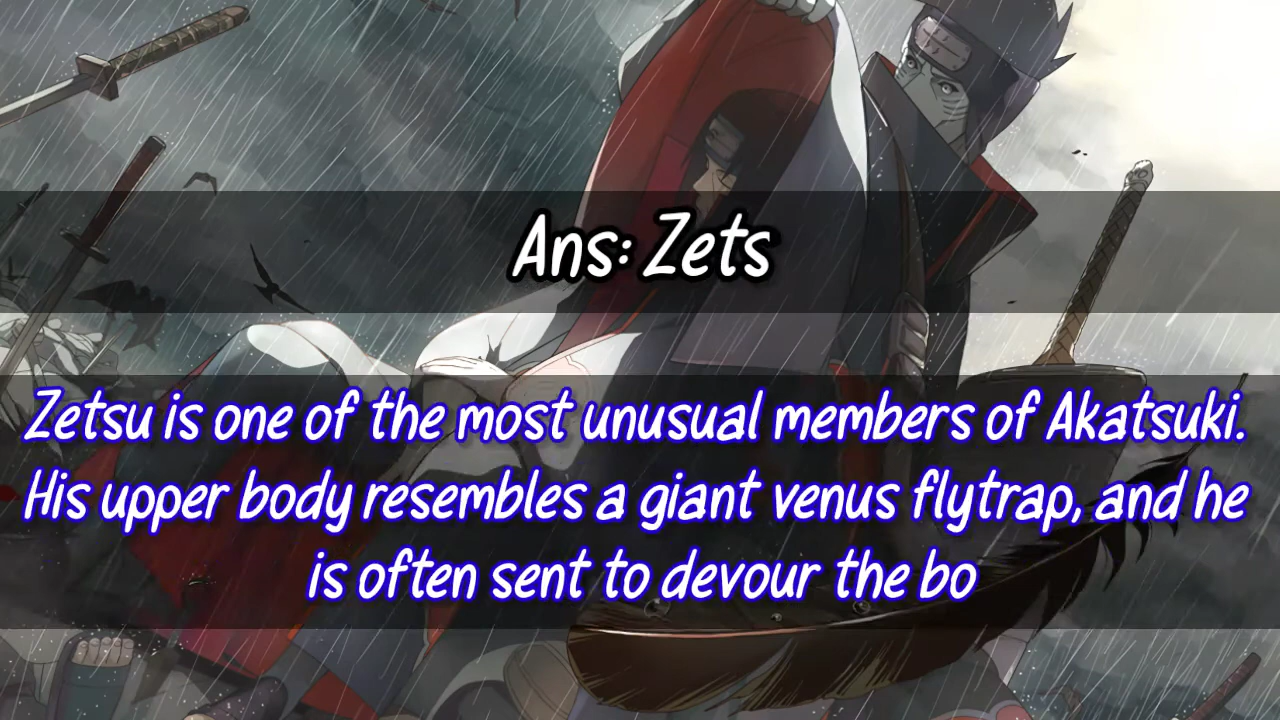 Ans: Zets
Zetsu is one of the most unusual members of Akatsuki.
His upper body resembles a giant venus flytrap, and he
is often sent to devour the bo